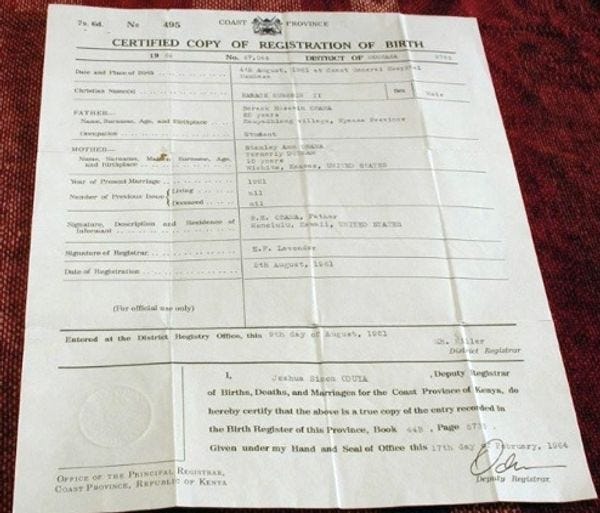 7s. 6d. No 495 COAST PROVINCE
CERTIFIED COPY OF REGISTRATION OF BIRTH
19 No. 47,044 DISTRICT OF
Date and Place of Birth 4th August, 1961 at Coast General Hospital
Christian Name(s) BARACK HUSSEIN II Sex Male
FATHER— Barack Hussein OBAMA
Name, Surname, Age, and Birthplace
Province
Occupation Student
MOTHER— Stanley Ann OBAMA
Name, Surname, Maiden Surname, Age, and Birthplace formerly DUNHAM
years
Wichita, Kansas, UNITED STATES
Year of Present Marriage 1961
Number of Previous Issue { Living nil
Deceased nil
Signature, Description and Residence of Informant B.H. OBAMA, Father
Honolulu, Hawaii, UNITED STATES
Signature of Registrar Lavender
Date of Registration August, 1961
(For official use only)
Entered at the District Registry Office, this 9th day of August, 1961
Miller
District Registrar
I, Joshua Simon ODUYA, Deputy Registrar
of Births, Deaths, and Marriages for the Coast Province of Kenya, do
hereby certify that the above is a true copy of the entry recorded in
the Birth Register of this Province, Book 44B, Page
Given under my Hand and Seal of Office this 17th day of February, 1964
Deputy Registrar
OFFICE OF THE PRINCIPAL REGISTRAR,
COAST PROVINCE, REPUBLIC OF KENYA